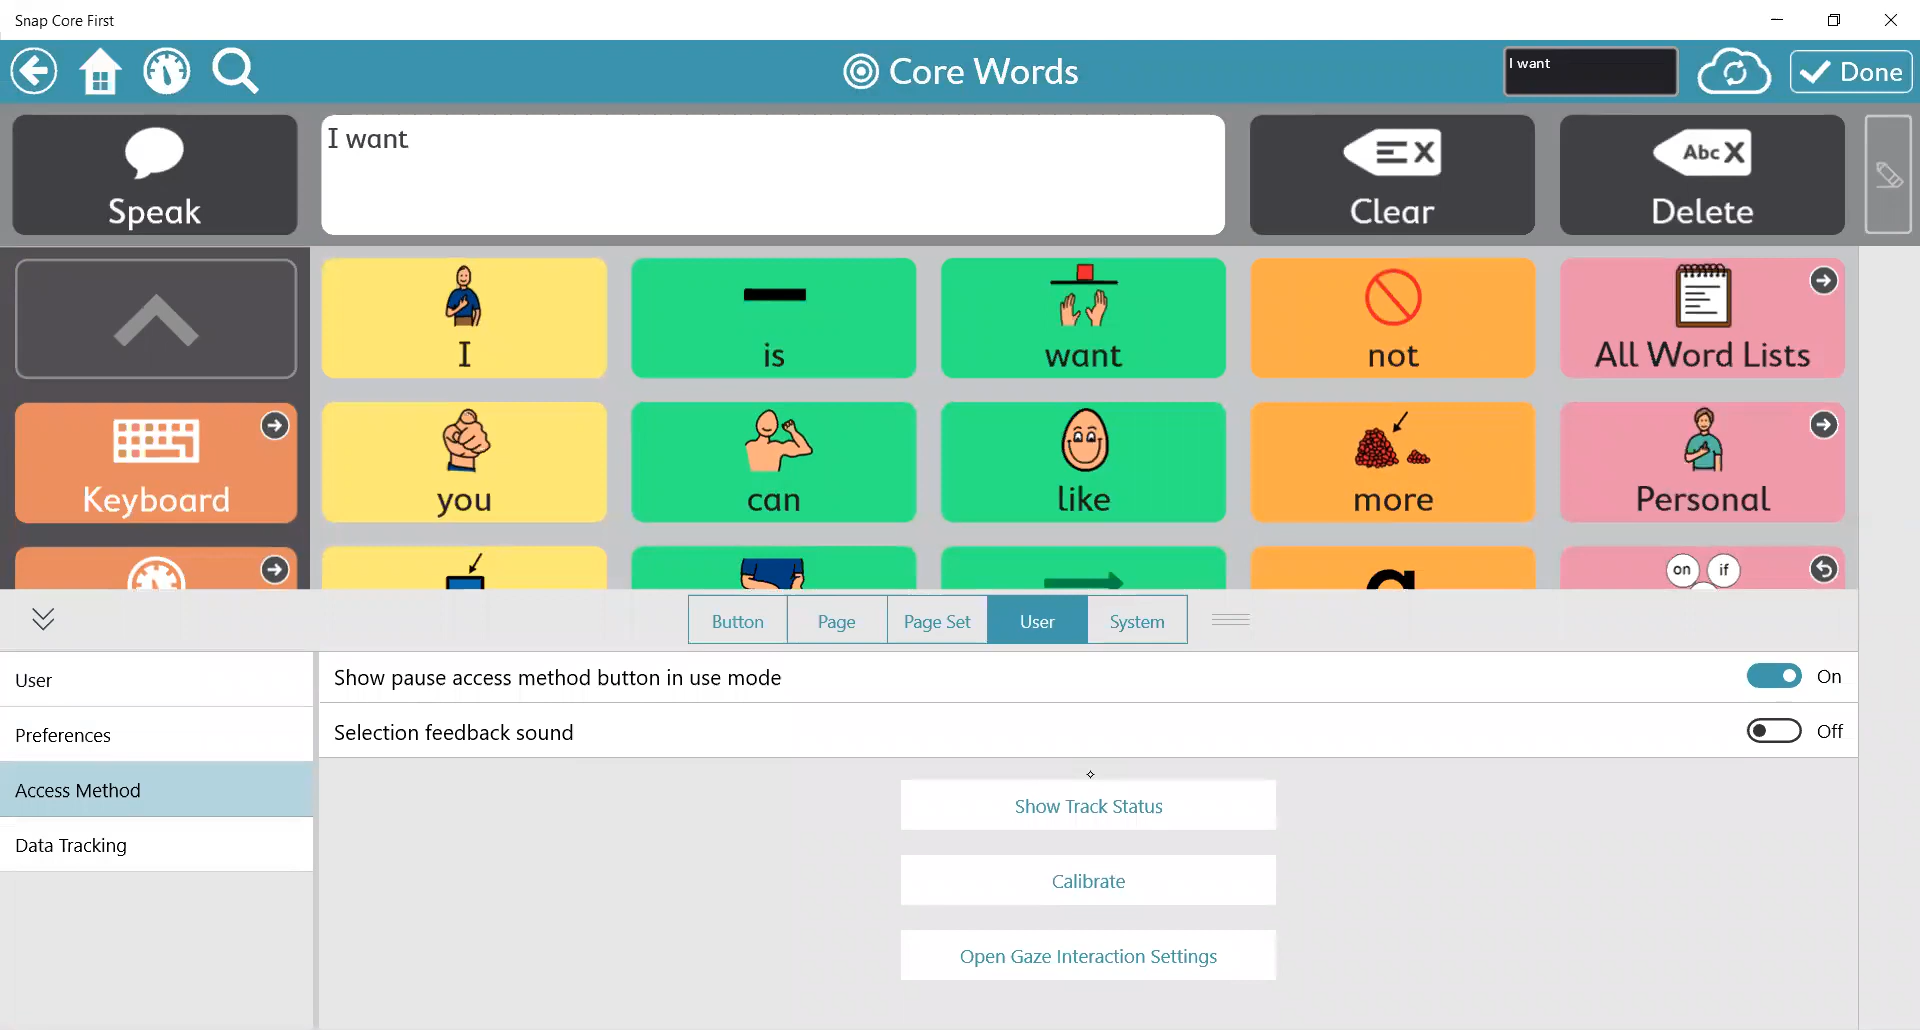 Snap Core First
Core Words
I want
Done
Speak
I want
Clear
Abc X
Delete
I
is
want
not
All Word Lists
Keyboard
you
can
like
more
Personal
on
if
Button
Page
Page Set
User
System
User
Preferences
Access Method
Data Tracking
Show pause access method button in use mode
On
Selection feedback sound
Off
Show Track Status
Calibrate
Open Gaze Interaction Settings